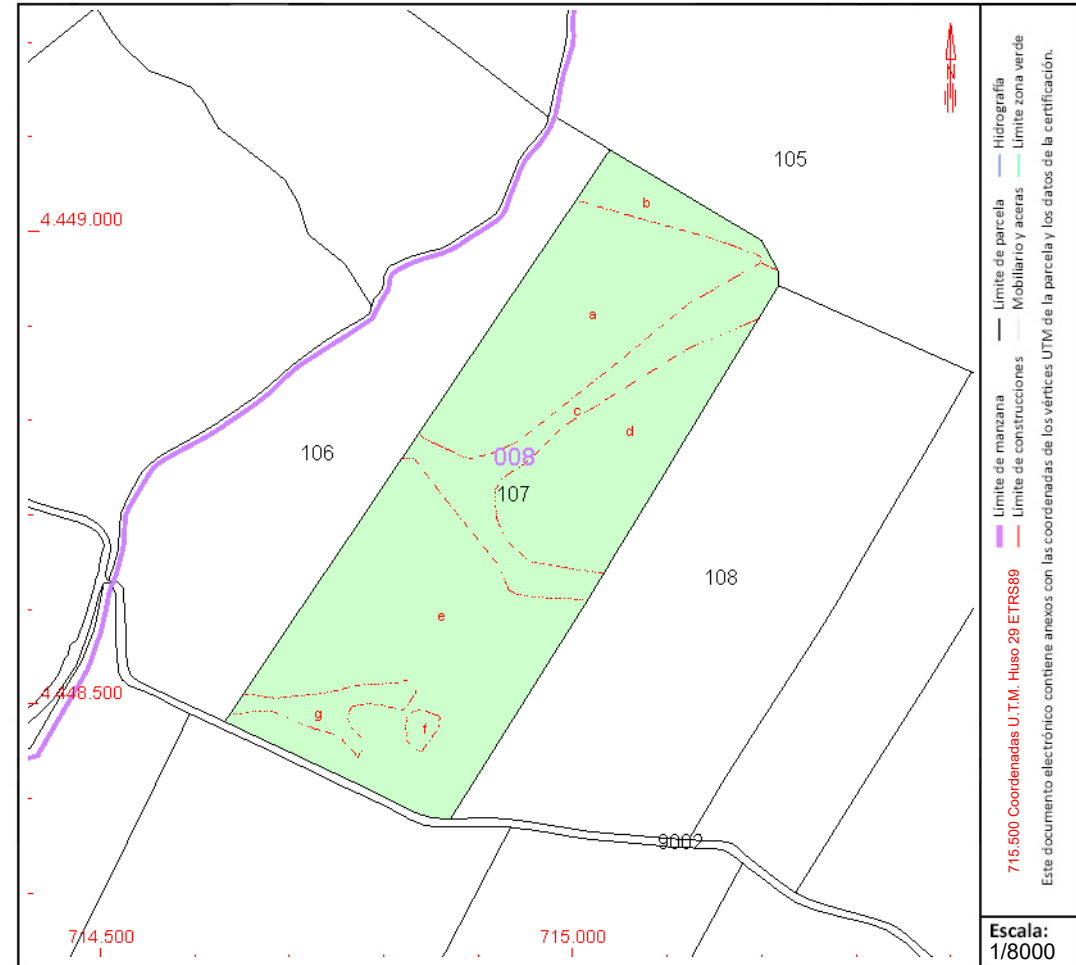 N
105
b
4.449.000
a
c
d
106
008
107
108
e
4.448.500
g
f
9002
714.500
715.000
Hidrografía
Límite zona verde
Límite de parcela
Mobiliario y aceras
Límite de manzana
Límite de construcciones
715.500 Coordenadas U.T.M. Huso 29 ETRS89
Este documento electrónico contiene anexos con las coordenadas de los vértices UTM de la parcela y los datos de la certificación.
Escala:
1/8000